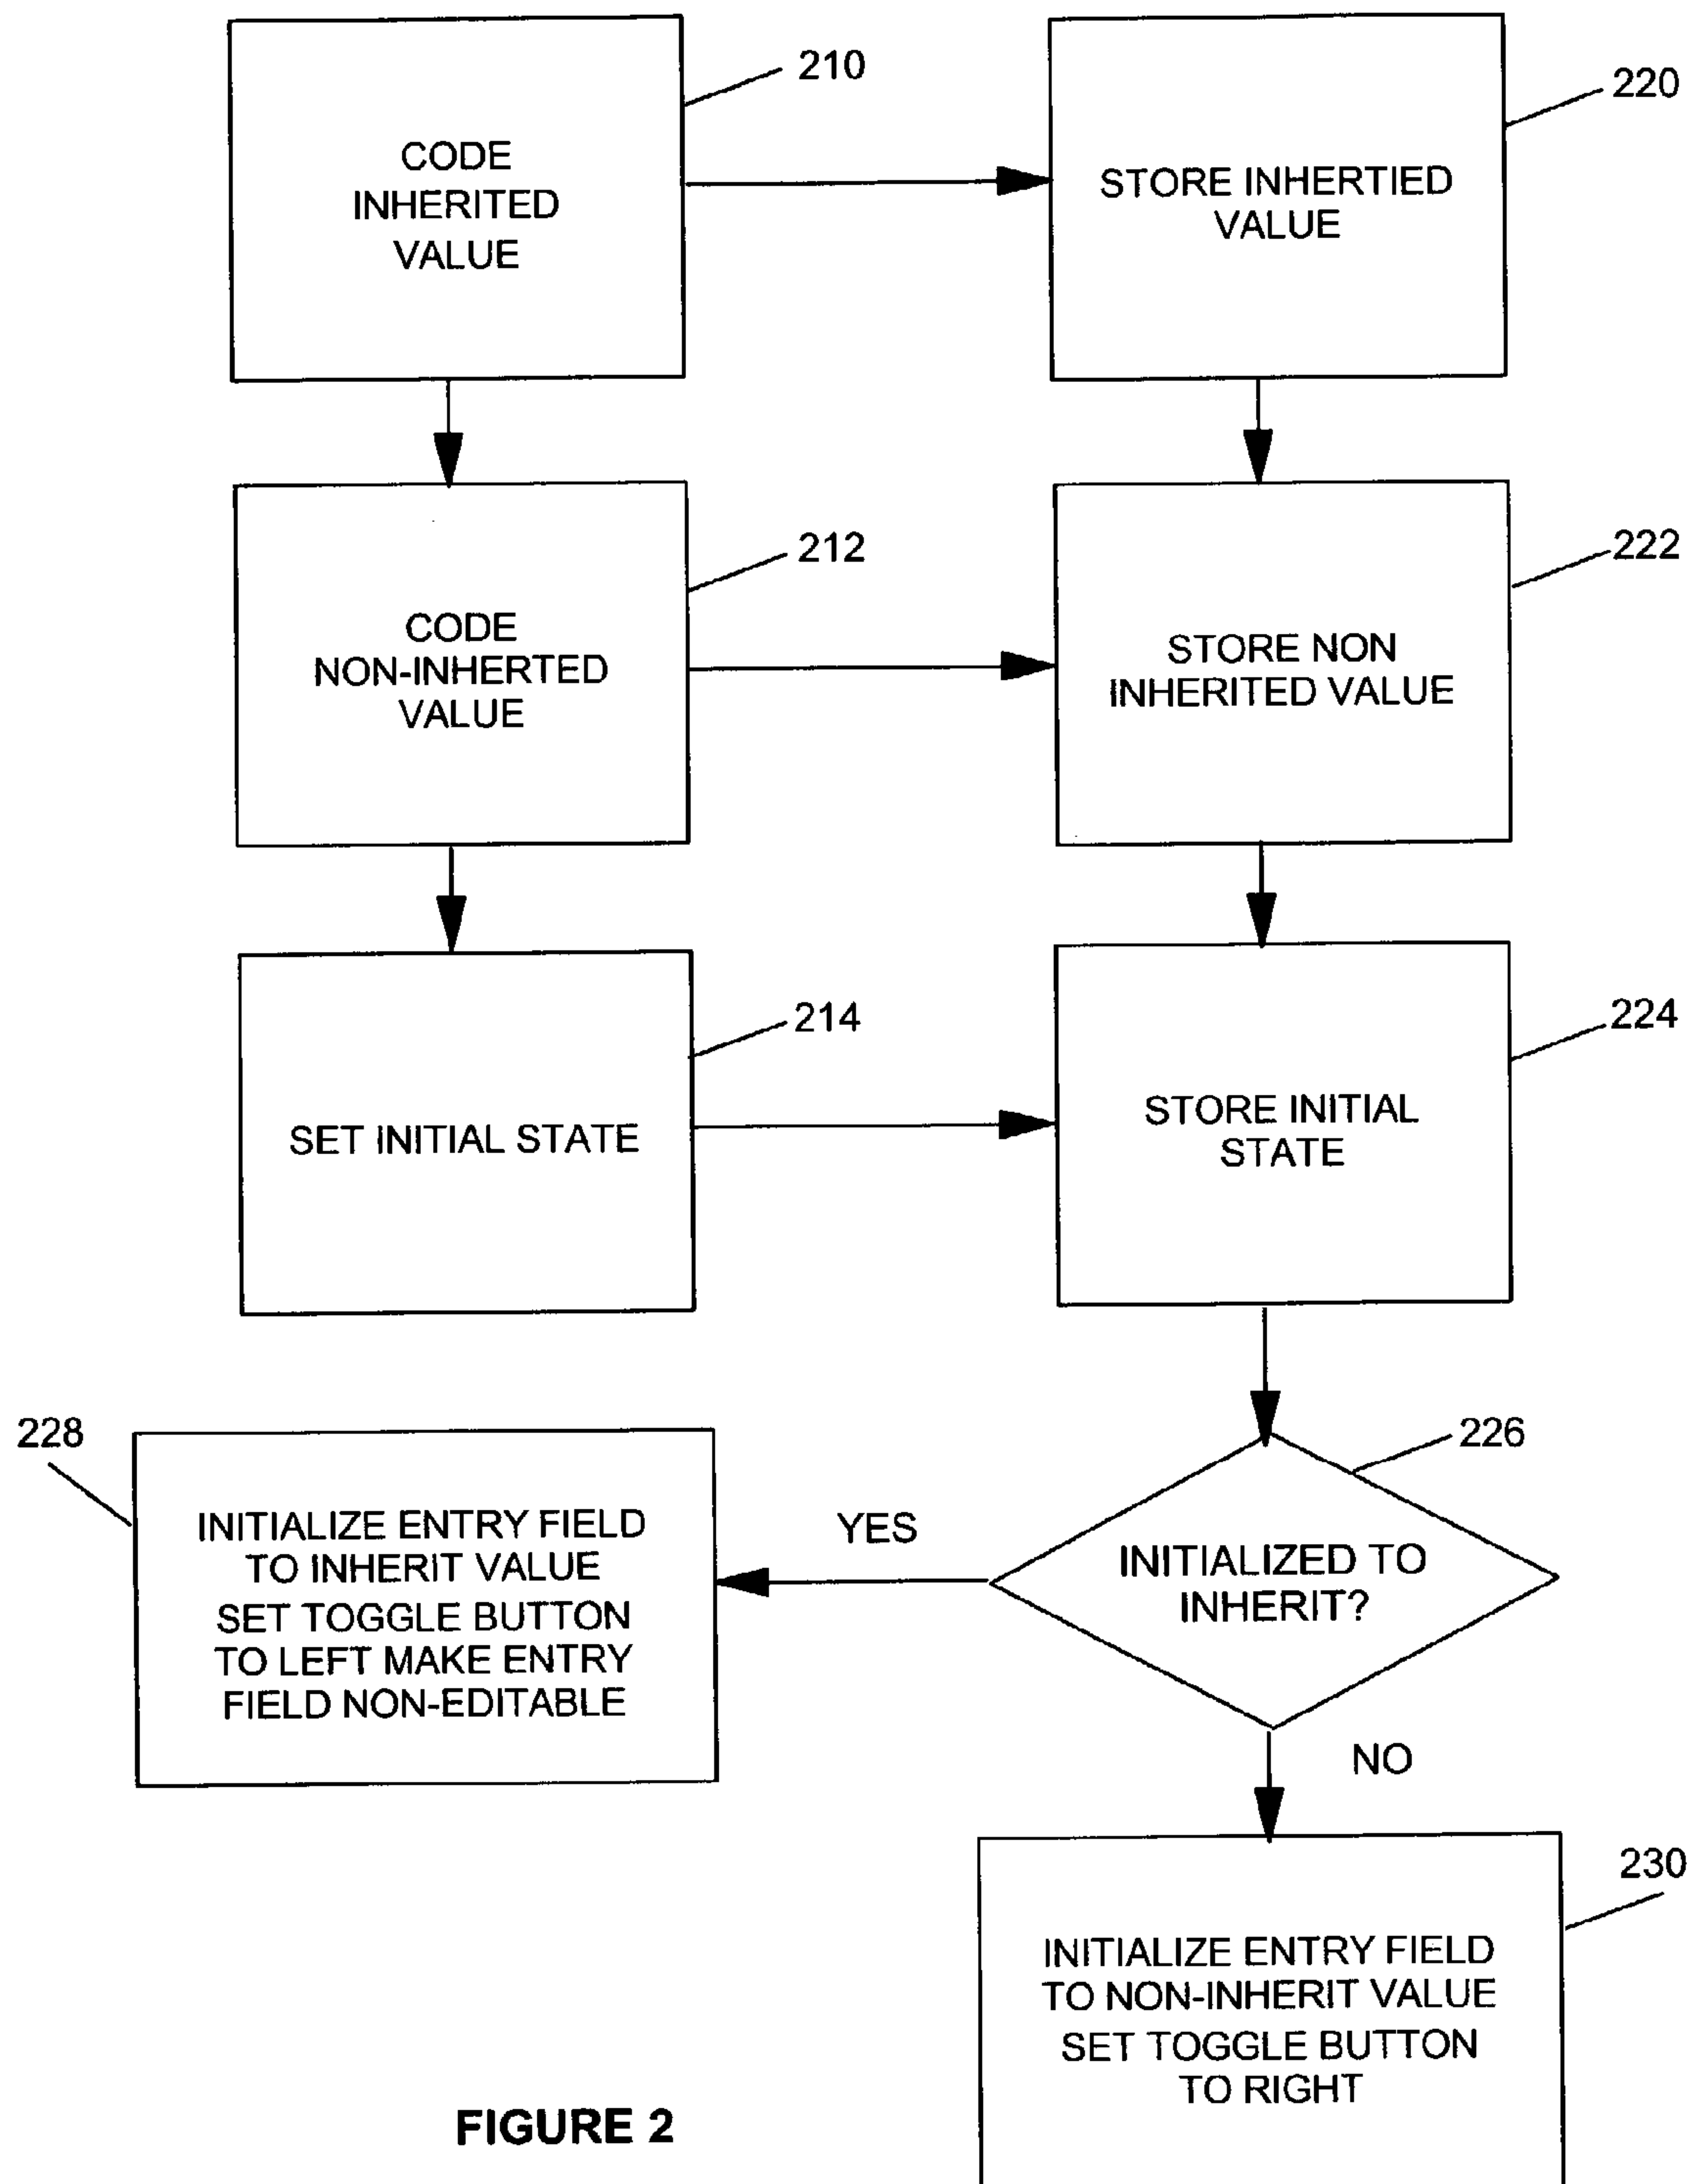 210
CODE
INHERITED
VALUE
220
STORE INHERTIED
VALUE
212
CODE
NON-INHERTED
VALUE
222
STORE NON
INHERITED VALUE
214
SET INITIAL STATE
224
STORE INITIAL
STATE
228
INITIALIZE ENTRY FIELD
TO INHERIT VALUE
SET TOGGLE BUTTON
TO LEFT MAKE ENTRY
FIELD NON-EDITABLE
YES
226
INITIALIZED TO
INHERIT?
NO
230
INITIALIZE ENTRY FIELD
TO NON-INHERIT VALUE
SET TOGGLE BUTTON
TO RIGHT
FIGURE 2